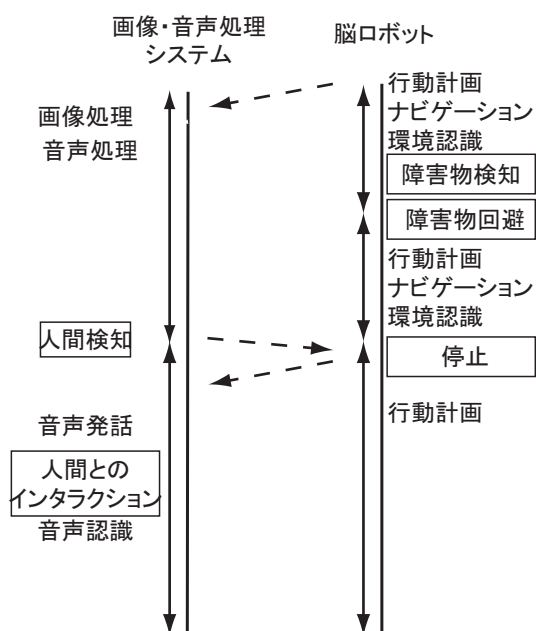 画像・音声処理
システム
脳ロボット
画像処理
音声処理
人間検知
音声発話
人間との
インタラクション
音声認識
行動計画
ナビゲーション
環境認識
障害物検知
障害物回避
行動計画
ナビゲーション
環境認識
停止
行動計画